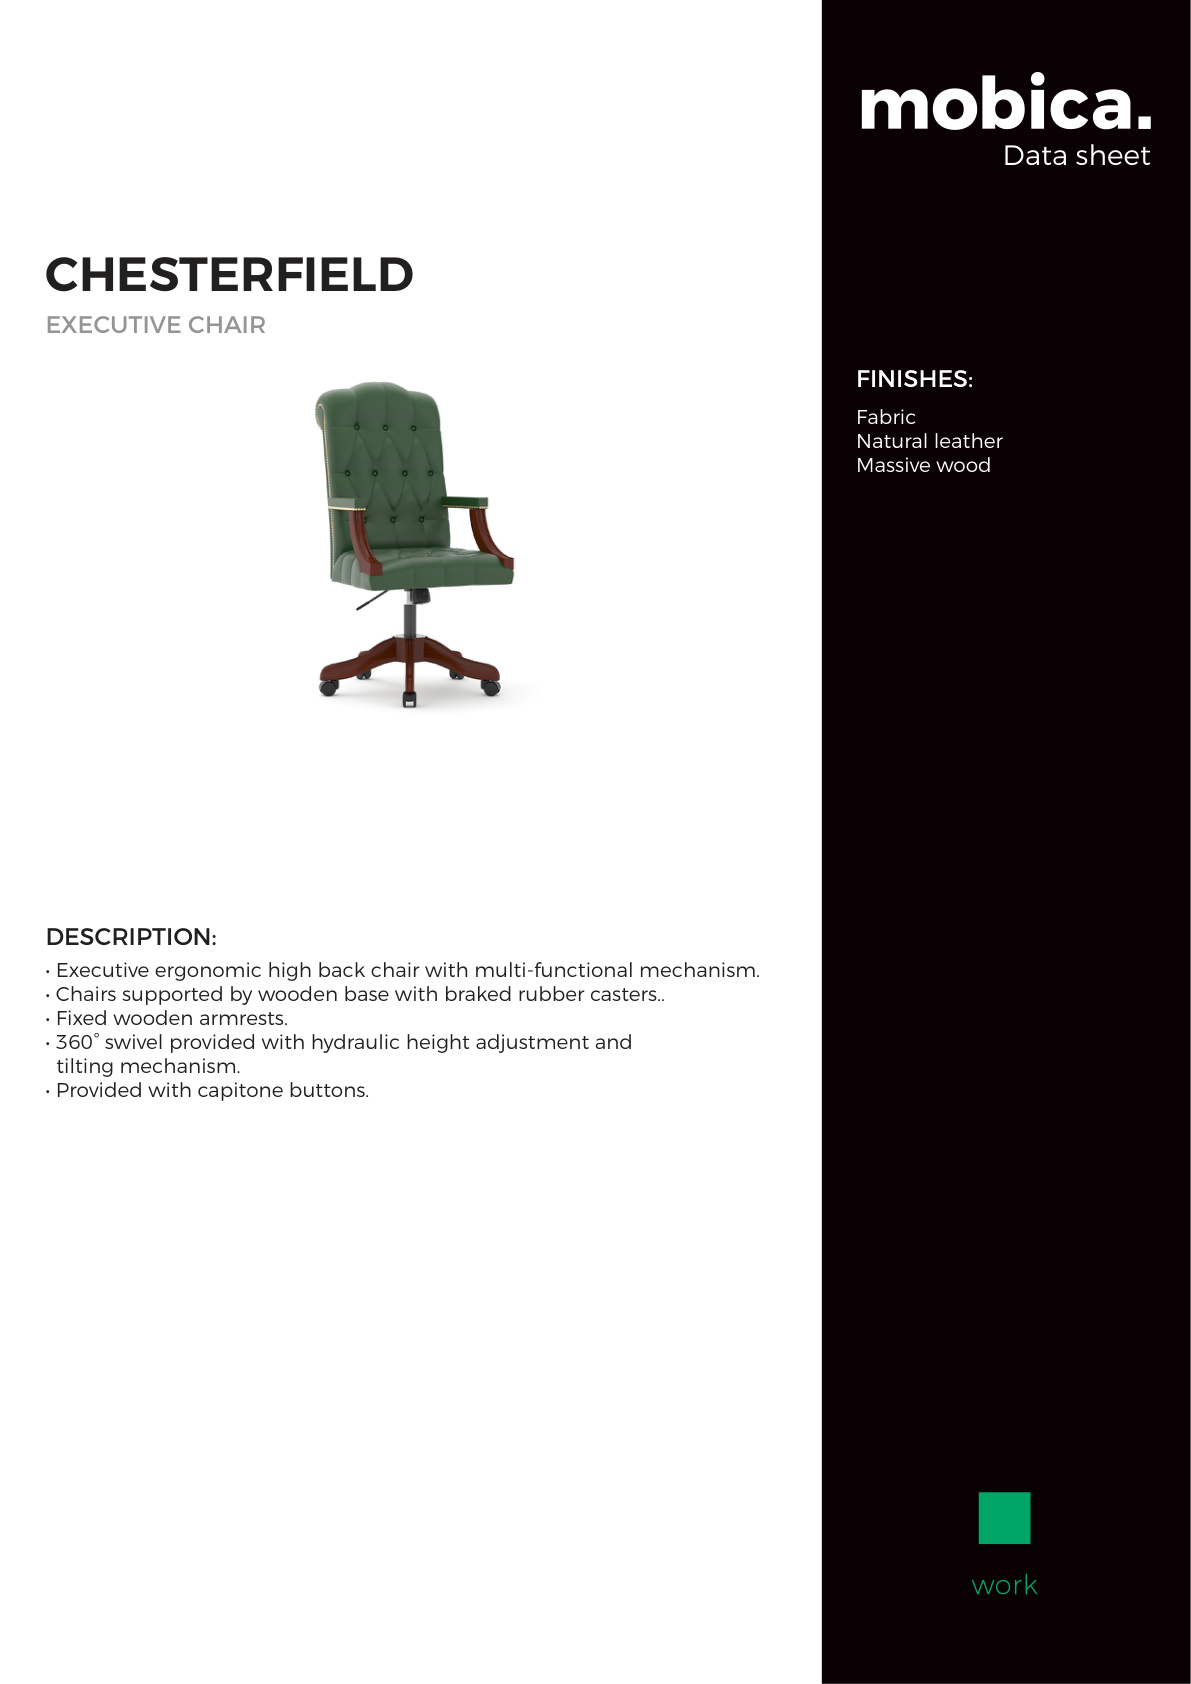 mobica.
Data sheet
CHESTERFIELD
EXECUTIVE CHAIR
FINISHES:
Fabric
Natural leather
Massive wood
DESCRIPTION:
• Executive ergonomic high back chair with multi-functional mechanism.
• Chairs supported by wooden base with braked rubber casters..
• Fixed wooden armrests.
• 360° swivel provided with hydraulic height adjustment and
tilting mechanism.
• Provided with capitone buttons.
work